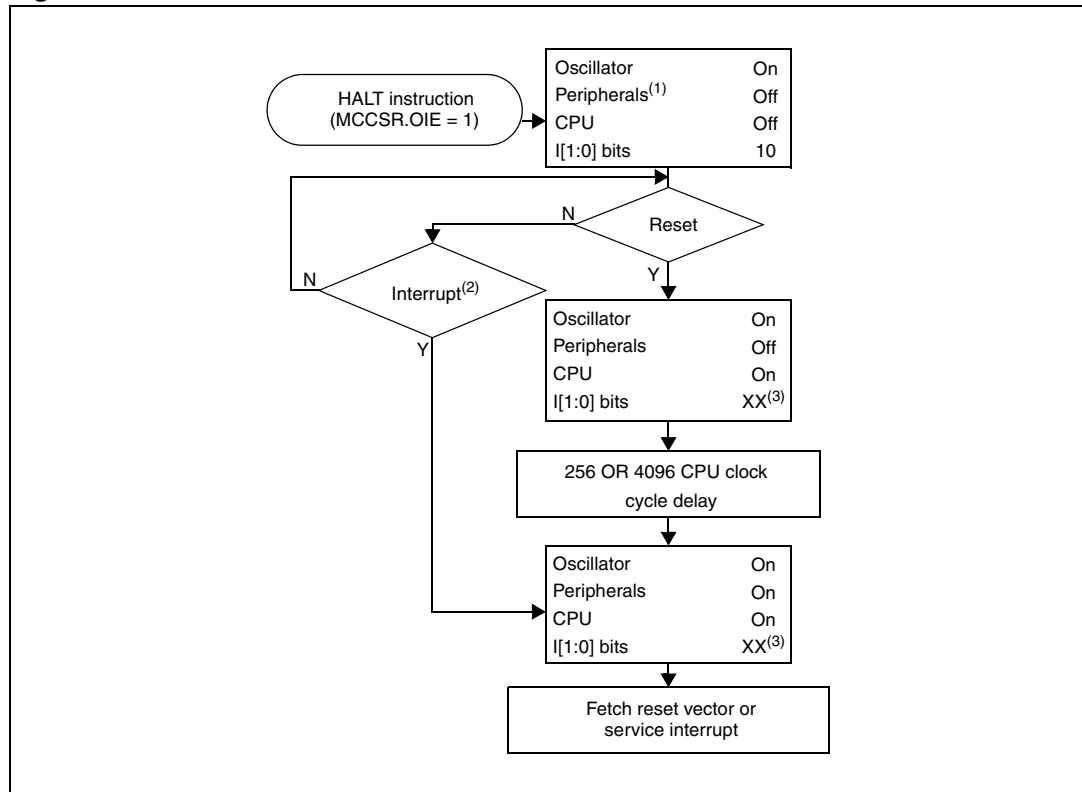 HALT instruction
(MCCSR.OIE = 1)
Oscillator On
Peripherals(1) Off
CPU Off
I[1:0] bits 10
Reset
N
Y
Interrupt(2)
N
Y
Oscillator On
Peripherals Off
CPU On
I[1:0] bits XX(3)
256 OR 4096 CPU clock
cycle delay
Oscillator On
Peripherals On
CPU On
I[1:0] bits XX(3)
Fetch reset vector or
service interrupt